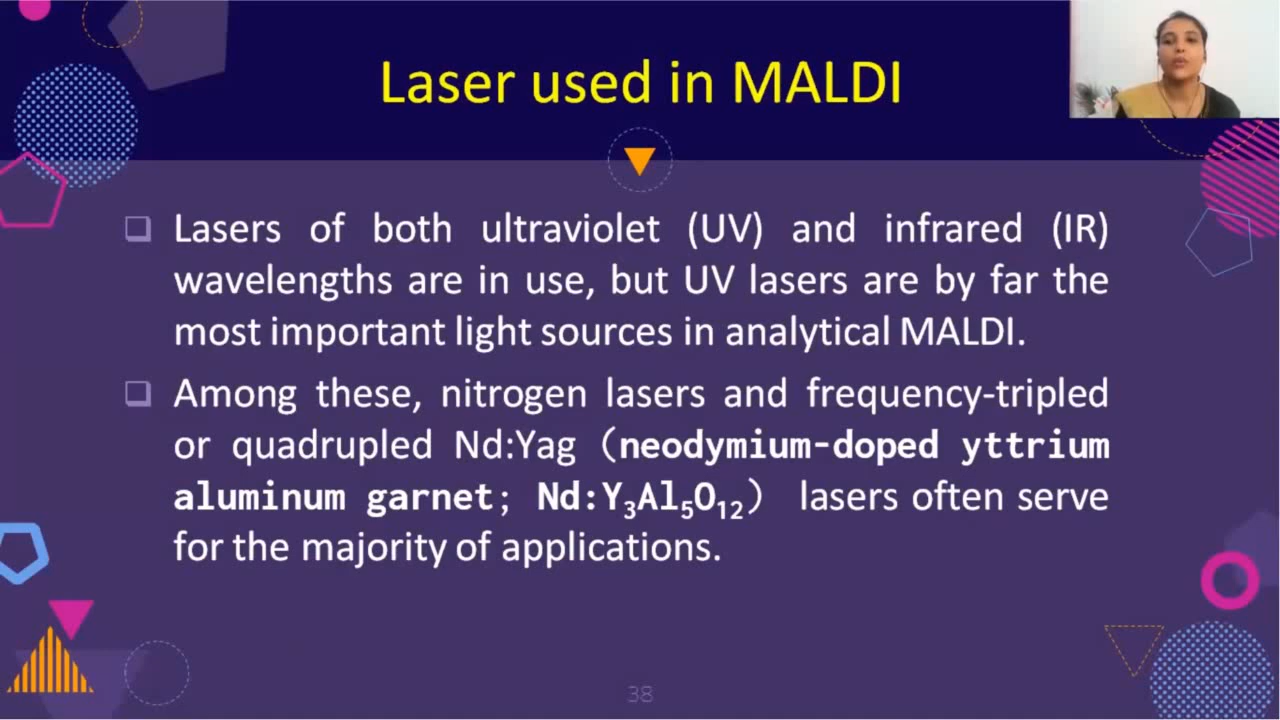 Laser used in MALDI
❑ Lasers of both ultraviolet (UV) and infrared (IR)
wavelengths are in use, but UV lasers are by far the
most important light sources in analytical MALDI.
❑ Among these, nitrogen lasers and frequency-tripled
or quadrupled Nd:Yag (neodymium-doped yttrium
aluminum garnet; Nd:Y₃Al₅O₁₂) lasers often serve
for the majority of applications.
38